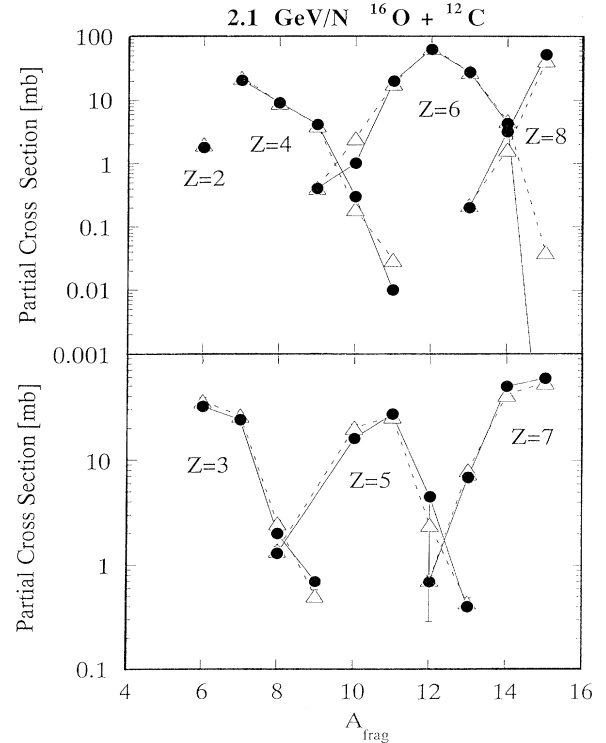 2.1 GeV/N ¹⁶O + ¹²C
Partial Cross Section [mb]
100
10
1
0.1
0.01
0.001
Z=2
Z=4
Z=6
Z=8
Partial Cross Section [mb]
10
1
0.1
Z=3
Z=5
Z=7
4 6 8 10 12 14 16
A_frag